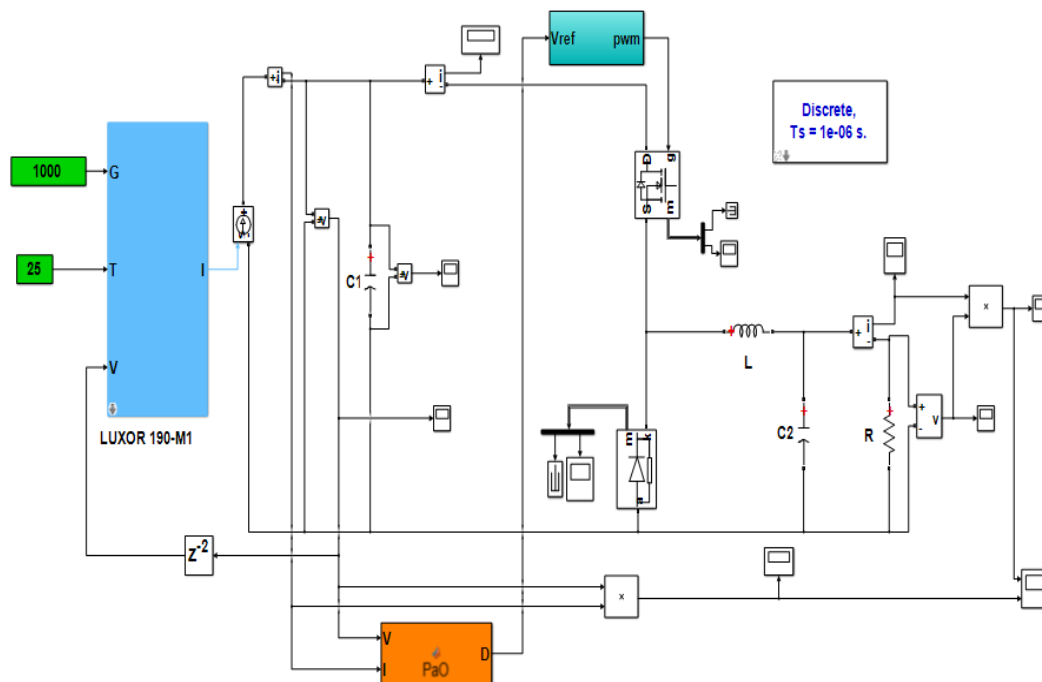 Vref pwm
i
+
-
+
i
Discrete,
Ts = 1e-06 s.
1000
G
D
g
S
m
25
T
I
+
v
+
C1
+
v
x
+
L
+
i
-
V
LUXOR 190-M1
m
k
a
+
C2
+
R
+
-
v
Z-2
x
V
I
PaO
D